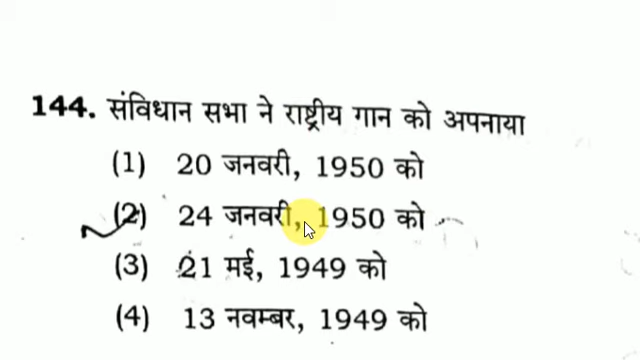 144. संविधान सभा ने राष्ट्रीय गान को अपनाया
(1) 20 जनवरी, 1950 को
(2) 24 जनवरी, 1950 को
(3) 21 मई, 1949 को
(4) 13 नवम्बर, 1949 को